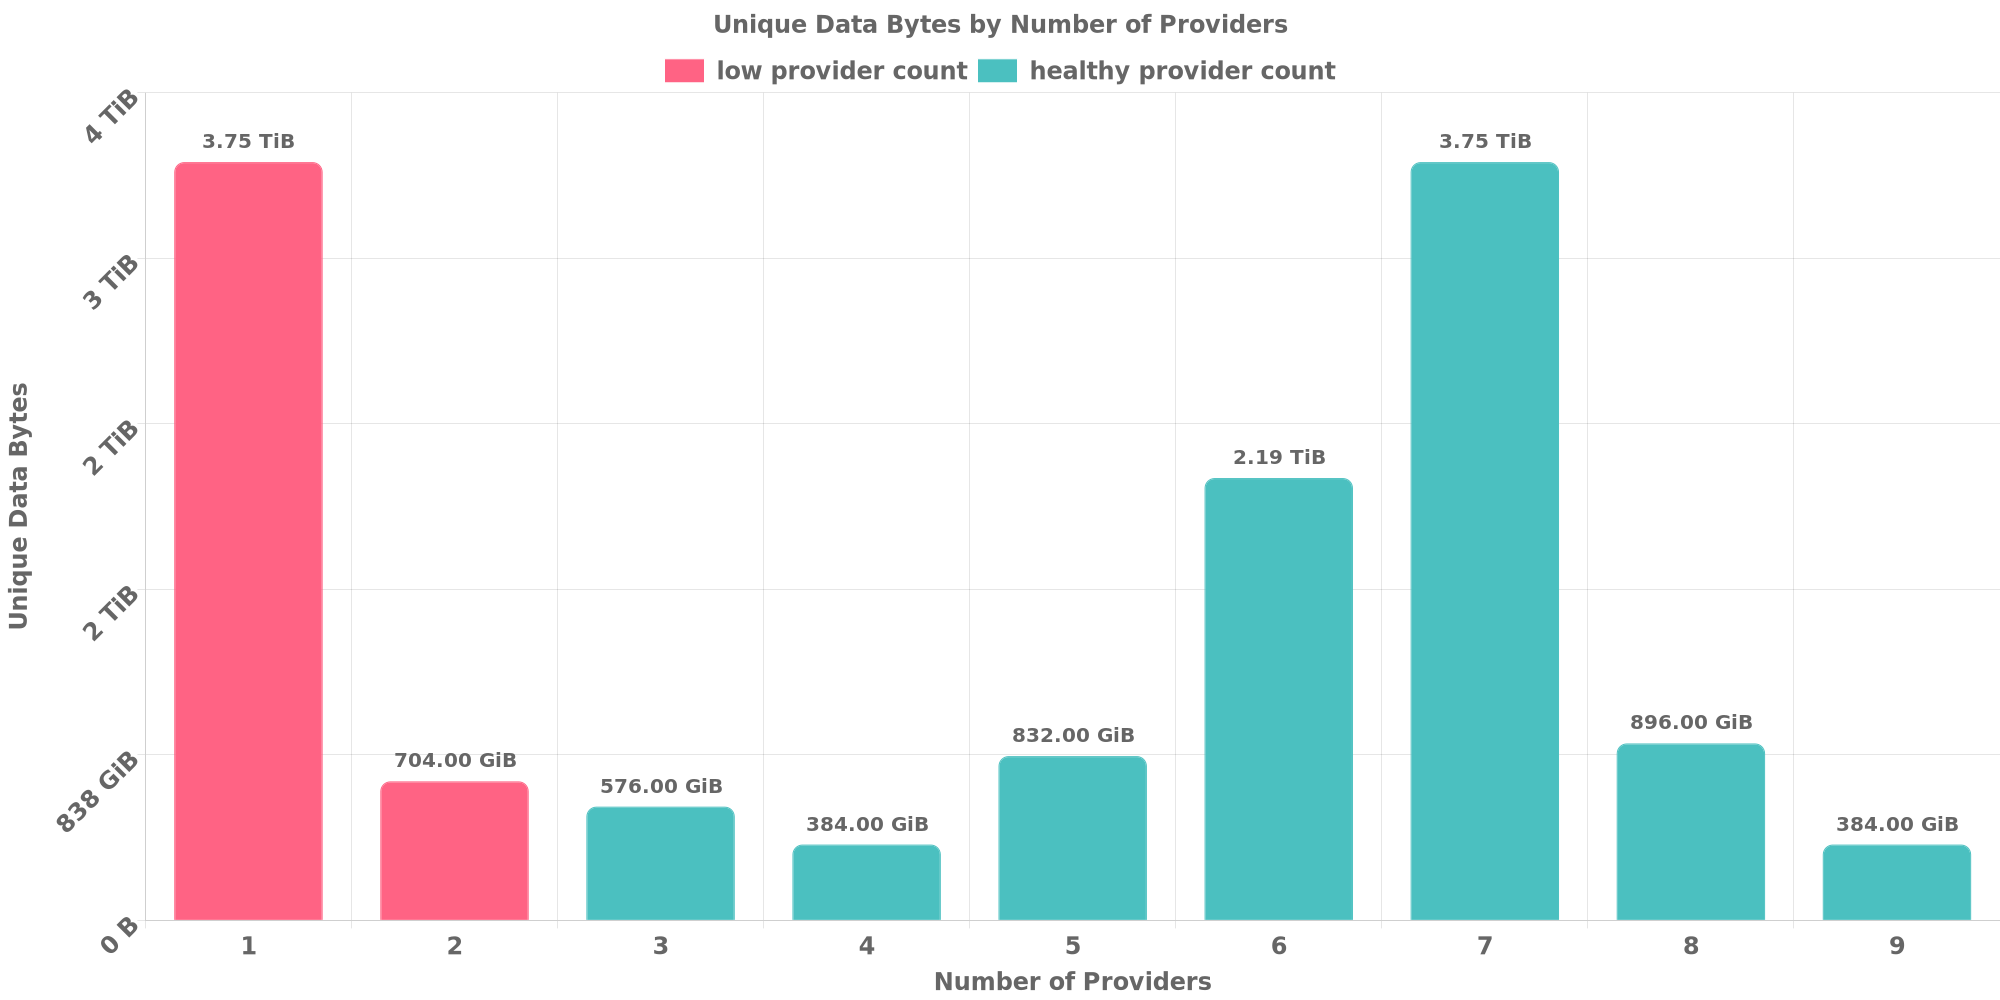 Unique Data Bytes by Number of Providers
low provider count healthy provider count
4 TiB
3 TiB
2 TiB
2 TiB
838 GiB
0 B
Unique Data Bytes
3.75 TiB
704.00 GiB
576.00 GiB
384.00 GiB
832.00 GiB
2.19 TiB
3.75 TiB
896.00 GiB
384.00 GiB
1 2 3 4 5 6 7 8 9
Number of Providers